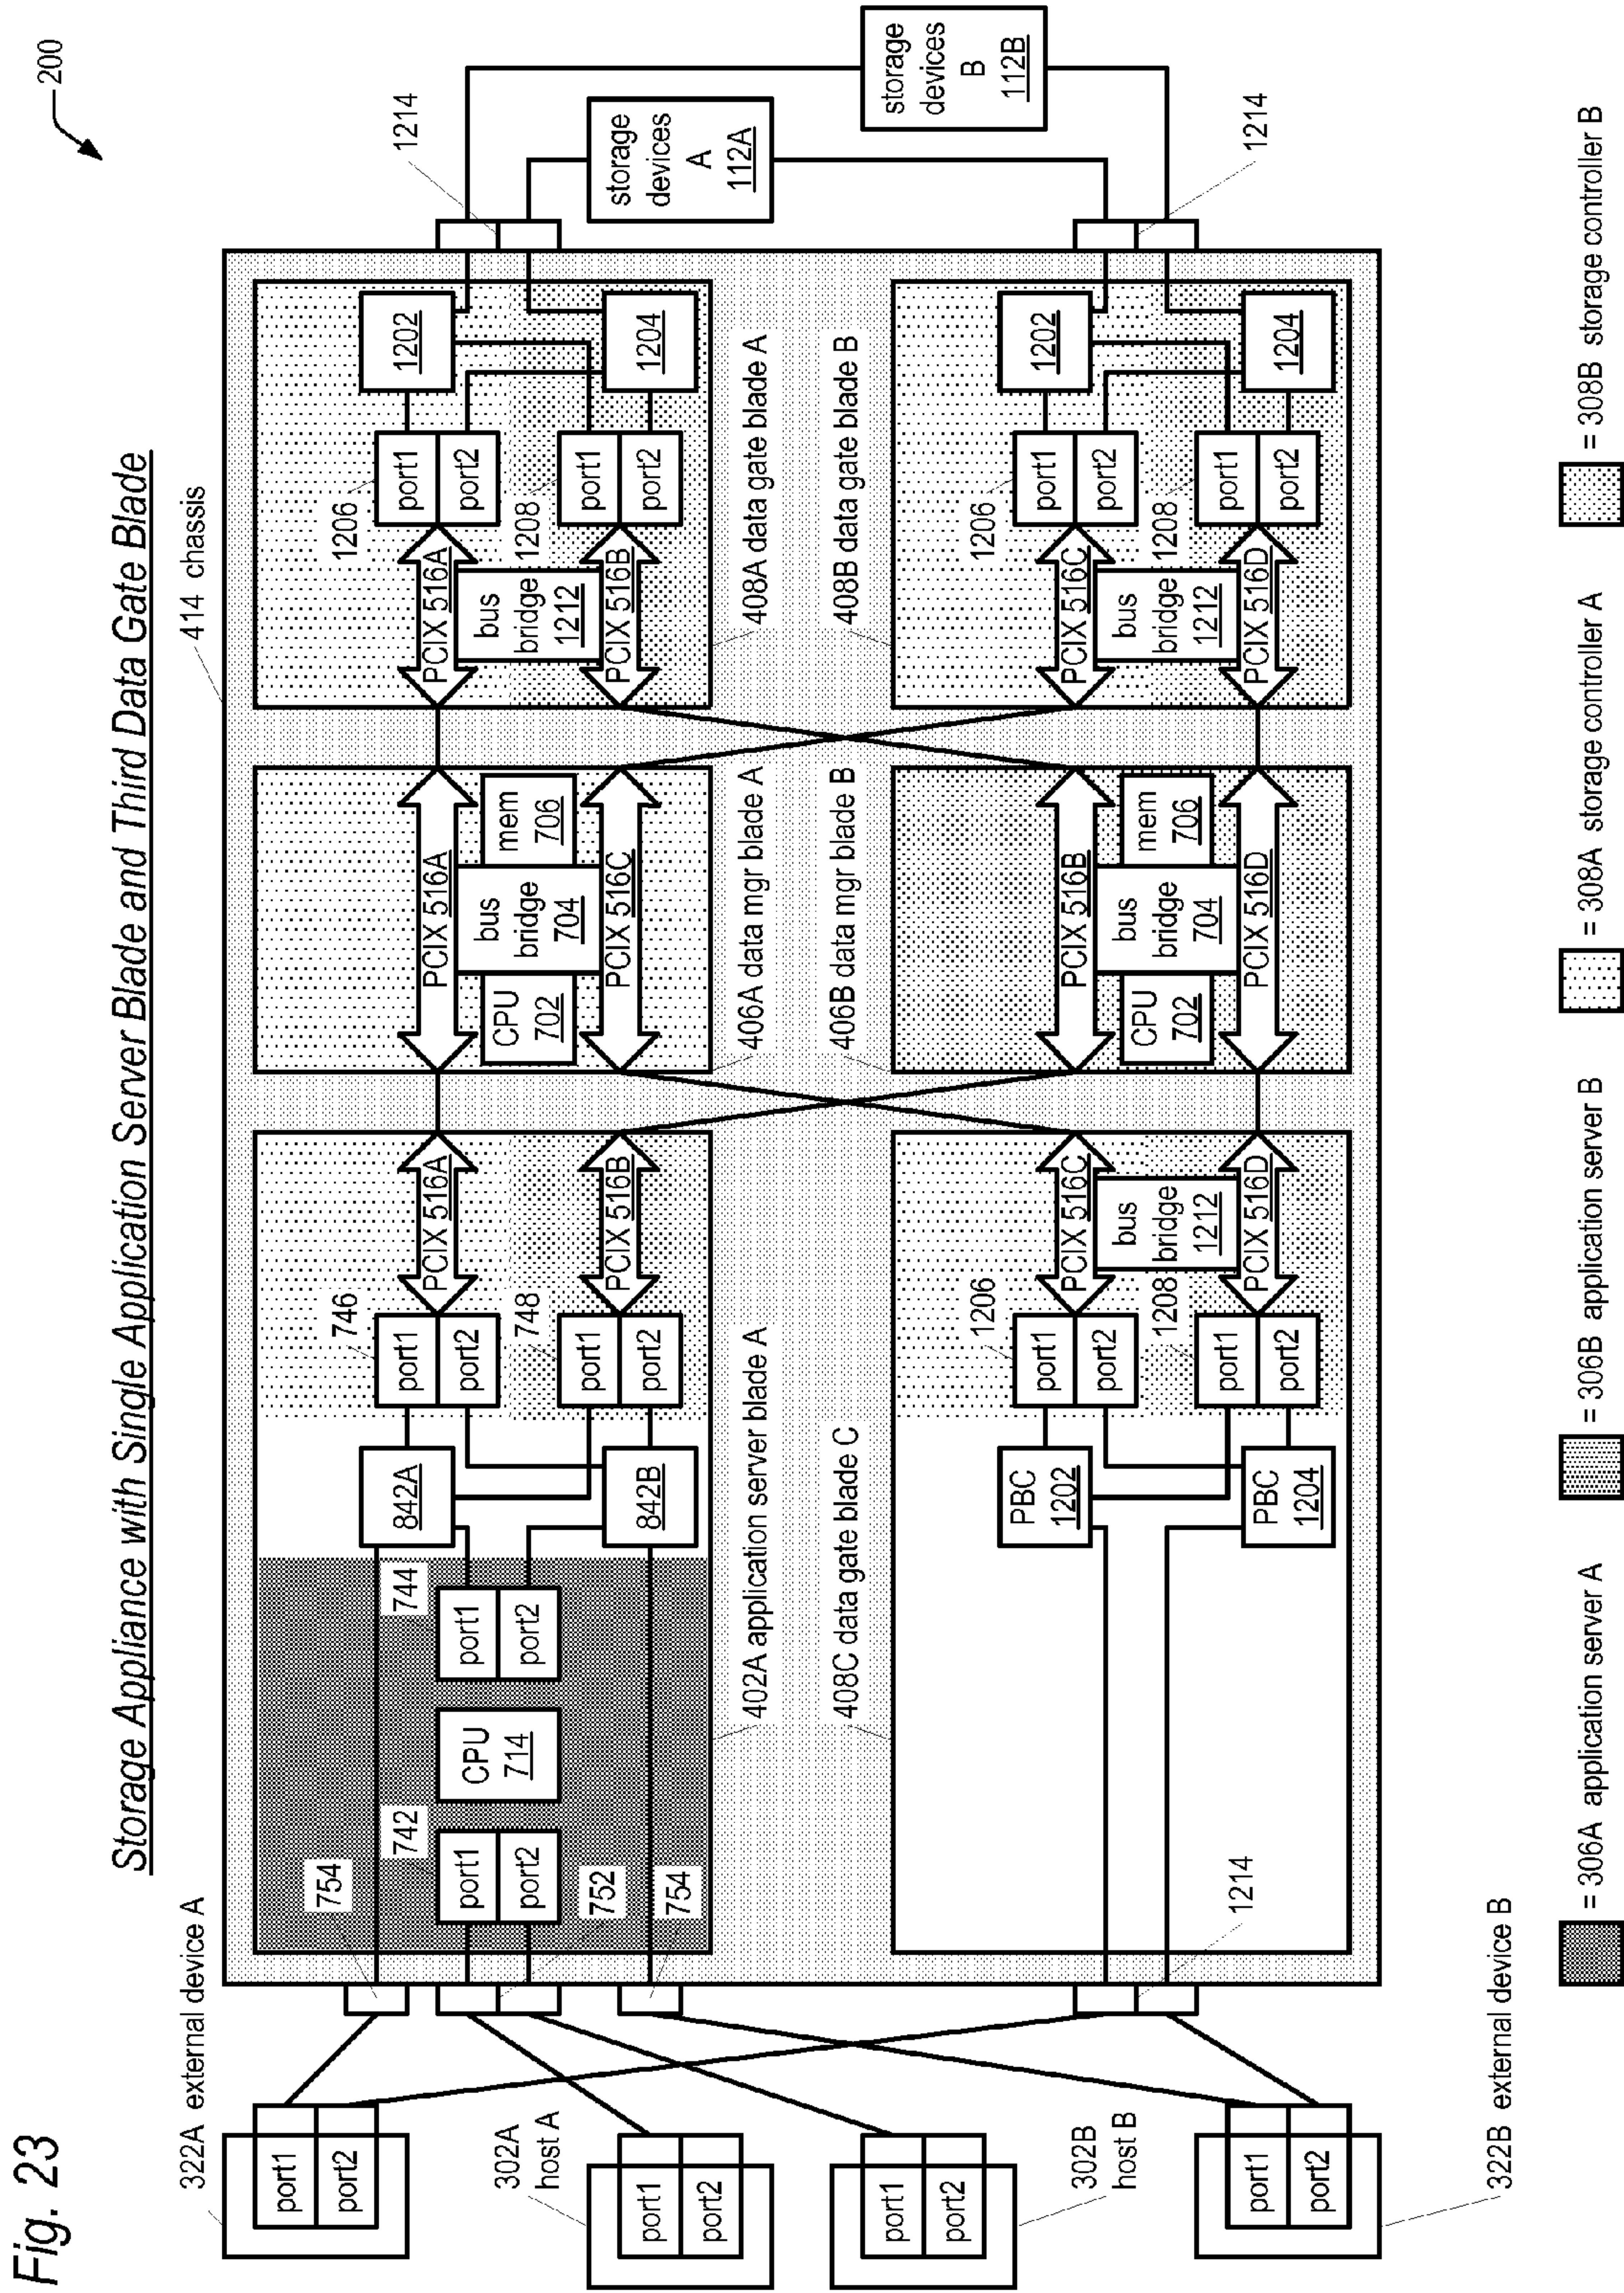 Fig. 23
Storage Appliance with Single Application Server Blade and Third Data Gate Blade
200
414 chassis
322A external device A
port1
port2
302A
host A
port1
port2
302B
host B
port1
port2
322B external device B
port1
port2
754
742
port1
port2
752
754
CPU
714
744
port1
port2
842A
842B
746
port1
port2
748
port1
port2
PCIX 516A
PCIX 516B
402A application server blade A
408C data gate blade C
1214
PBC
1202
PBC
1204
1206
port1
port2
1208
port1
port2
PCIX 516C
bus
bridge
1212
PCIX 516D
PCIX 516A
CPU
702
bus
bridge
704
mem
706
PCIX 516C
406A data mgr blade A
406B data mgr blade B
PCIX 516B
CPU
702
bus
bridge
704
mem
706
PCIX 516D
PCIX 516A
bus
bridge
1212
PCIX 516B
1206
port1
port2
1208
port1
port2
1202
1204
408A data gate blade A
408B data gate blade B
PCIX 516C
bus
bridge
1212
PCIX 516D
1206
port1
port2
1208
port1
port2
1202
1204
1214
storage
devices
A
112A
storage
devices
B
112B
1214
= 306A application server A
= 306B application server B
= 308A storage controller A
= 308B storage controller B